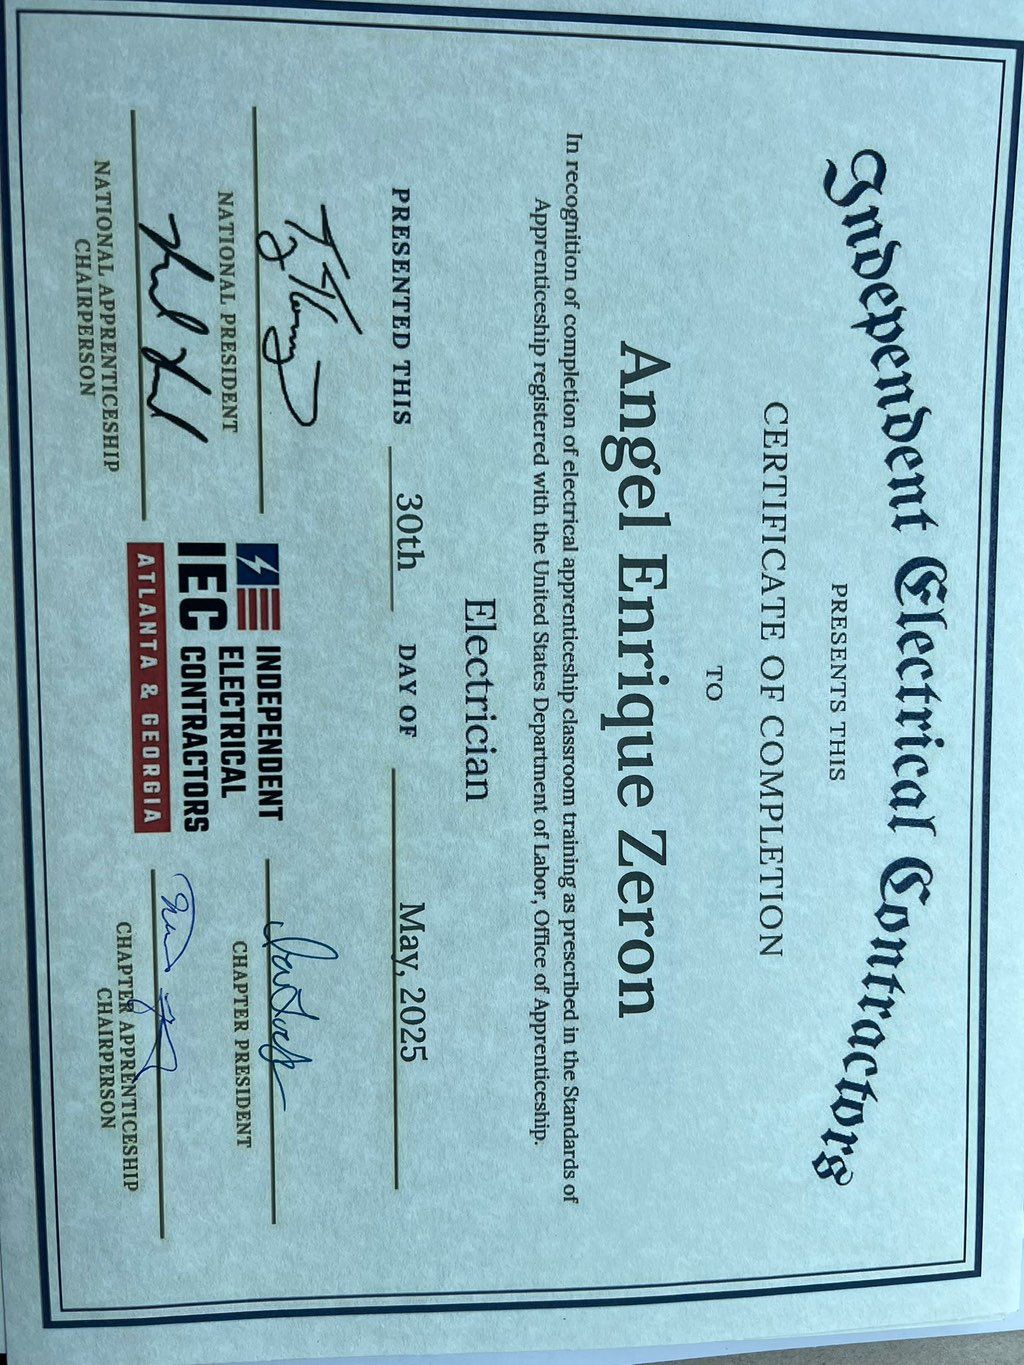 Independent Electrical Contractors
PRESENTS THIS
CERTIFICATE OF COMPLETION
TO
Angel Enrique Zeron
In recognition of completion of electrical apprenticeship classroom training as prescribed in the Standards of
Apprenticeship registered with the United States Department of Labor, Office of Apprenticeship.
Electrician
PRESENTED THIS 30th DAY OF May, 2025
NATIONAL PRESIDENT
NATIONAL APPRENTICESHIP
CHAIRPERSON
INDEPENDENT
ELECTRICAL
IEC CONTRACTORS
ATLANTA & GEORGIA
CHAPTER PRESIDENT
CHAPTER APPRENTICESHIP
CHAIRPERSON